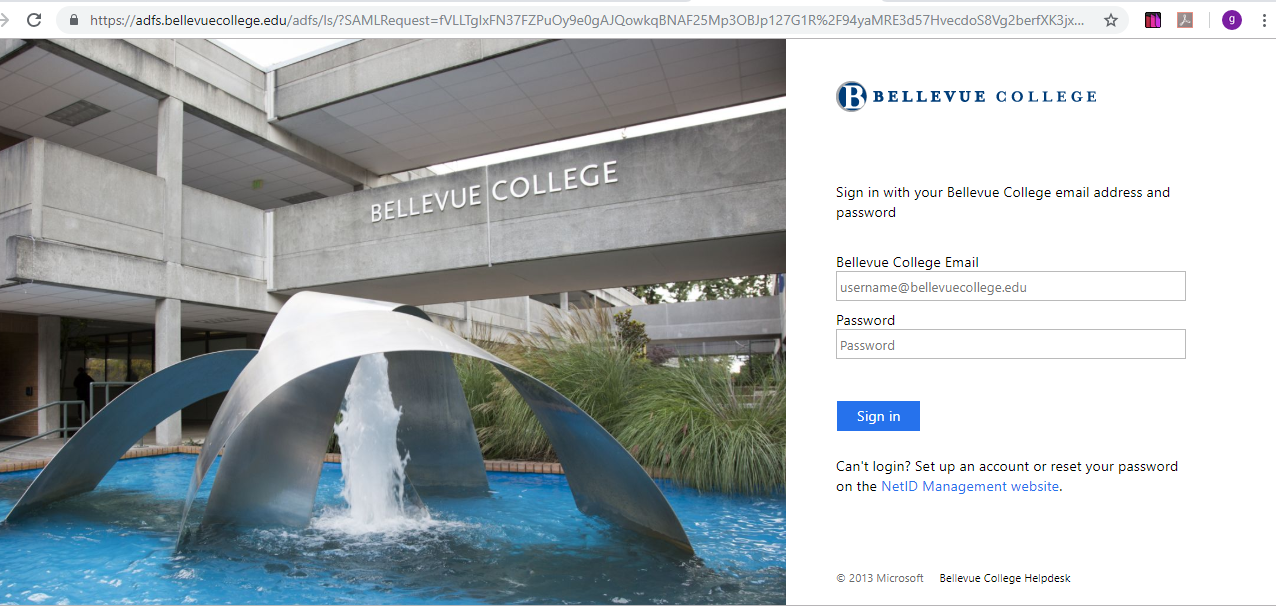 https://adfs.bellevuecollege.edu/adfs/ls/?SAMLRequest=fVLLTglxFN37FZPuOy9e0gAJQowkqBNAF25Mp3OBJp127G1R%2F94yaMRE3d57HvecdoS8Vg2berfXK3jx...
g
BELLEVUE COLLEGE
B BELLEVUE COLLEGE
Sign in with your Bellevue College email address and
password
Bellevue College Email
username@bellevuecollege.edu
Password
Password
Sign in
Can't login? Set up an account or reset your password
on the NetID Management website.
© 2013 Microsoft Bellevue College Helpdesk